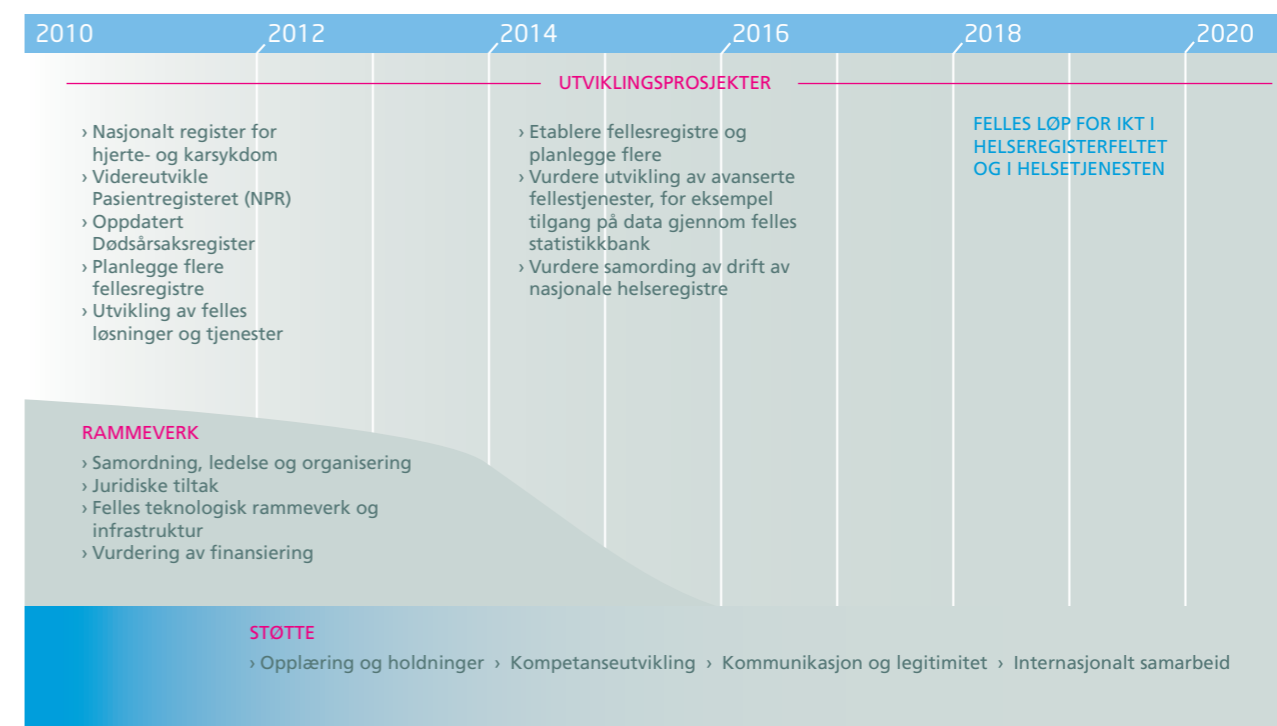 2010 2012 2014 2016 2018 2020
UTVIKLINGSPROSJEKTER
› Nasjonalt register for
hjerte- og karsykdom
› Videreutvikle
Pasientregisteret (NPR)
› Oppdatert
Dødsårsaksregister
› Planlegge flere
fellesregistre
› Utvikling av felles
løsninger og tjenester
› Etablere fellesregistre og
planlegge flere
› Vurdere utvikling av avanserte
fellestjenester, for eksempel
tilgang på data gjennom felles
statistikkbank
› Vurdere samording av drift av
nasjonale helseregistre
FELLES LØP FOR IKT I
HELSEREGISTERFELTET
OG I HELSETJENESTEN
RAMMEVERK
› Samordning, ledelse og organisering
› Juridiske tiltak
› Felles teknologisk rammeverk og
infrastruktur
› Vurdering av finansiering
STØTTE
› Opplæring og holdninger › Kompetanseutvikling › Kommunikasjon og legitimitet › Internasjonalt samarbeid